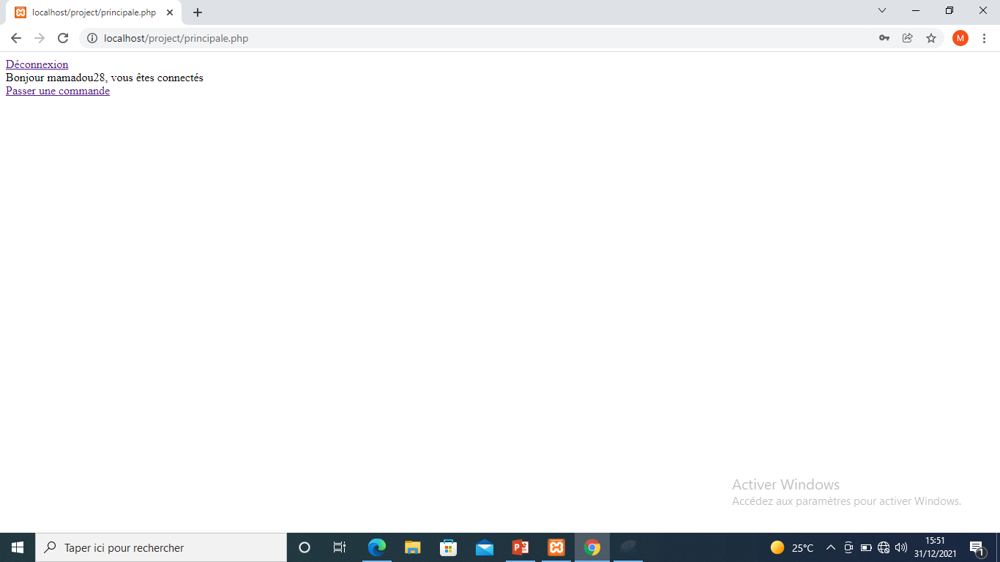 localhost/project/principale.php
M
localhost/project/principale.php
Déconnexion
Bonjour mamadou28, vous êtes connectés
Passer une commande
Activer Windows
Accédez aux paramètres pour activer Windows.
Taper ici pour rechercher
25°C
15:51
31/12/2021
1